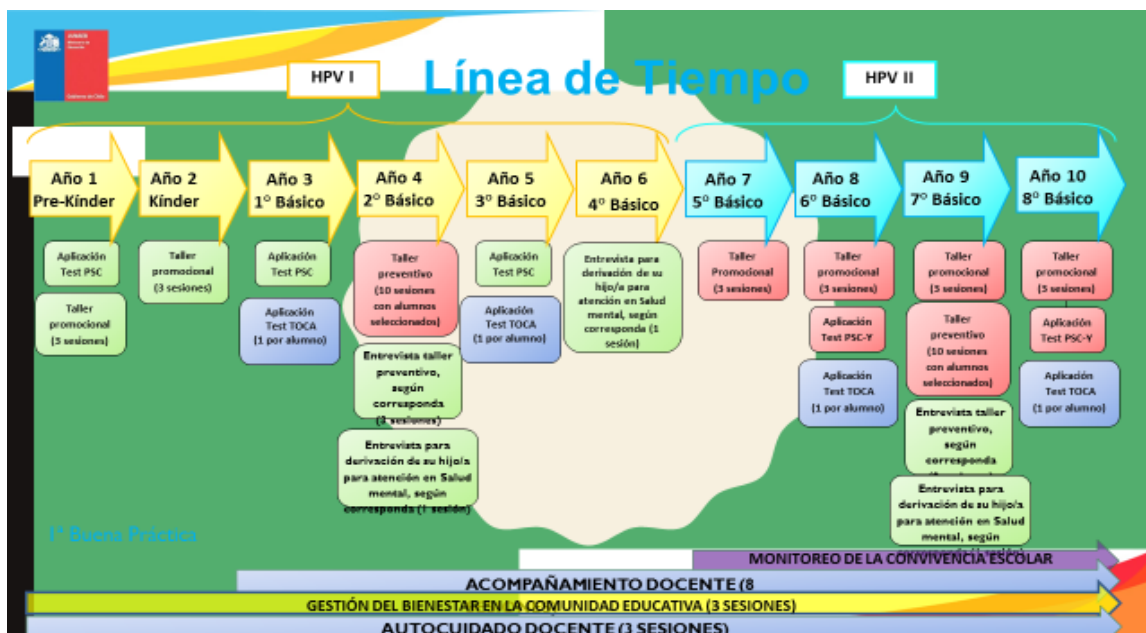 JUNAEB
Gobierno de Chile
HPV I
Línea de Tiempo
HPV II
Año 1
Pre-Kínder
Año 2
Kínder
Año 3
1° Básico
Año 4
2° Básico
Año 5
3° Básico
Año 6
4° Básico
Año 7
5° Básico
Año 8
6° Básico
Año 9
7° Básico
Año 10
8° Básico
Aplicación
Test PSC
Taller
promocional
(3 sesiones)
Taller
promocional
(3 sesiones)
Aplicación
Test PSC
Aplicación
Test TOCA
(1 por alumno)
Taller
preventivo
(10 sesiones
con alumnos
seleccionados)
Entrevista taller
preventivo,
según
corresponda
sesiones)
Entrevista para
derivación de su hijo/a
para atención en Salud
mental, según
corresponda (1 sesión)
Aplicación
Test PSC
Aplicación
Test TOCA
(1 por alumno)
Entrevista para
derivación de su
hijo/a para
atención en Salud
mental, según
corresponda (1
sesión)
Taller
Promocional
(3 sesiones)
Taller
promocional
(3 sesiones)
Aplicación
Test PSC-Y
Aplicación
Test TOCA
(1 por alumno)
Taller
promocional
(3 sesiones)
Taller
preventivo
(10 sesiones
con alumnos
seleccionados)
Entrevista taller
preventivo,
según
corresponda
Entrevista para
derivación de su hijo/a
para atención en Salud
mental, según
corresponda
Taller
promocional
(3 sesiones)
Aplicación
Test PSC-Y
Aplicación
Test TOCA
(1 por alumno)
1° Buena Práctica
MONITOREO DE LA CONVIVENCIA ESCOLAR
ACOMPAÑAMIENTO DOCENTE (8
GESTIÓN DEL BIENESTAR EN LA COMUNIDAD EDUCATIVA (3 SESIONES)
AUTOCUIDADO DOCENTE (3 SESIONES)